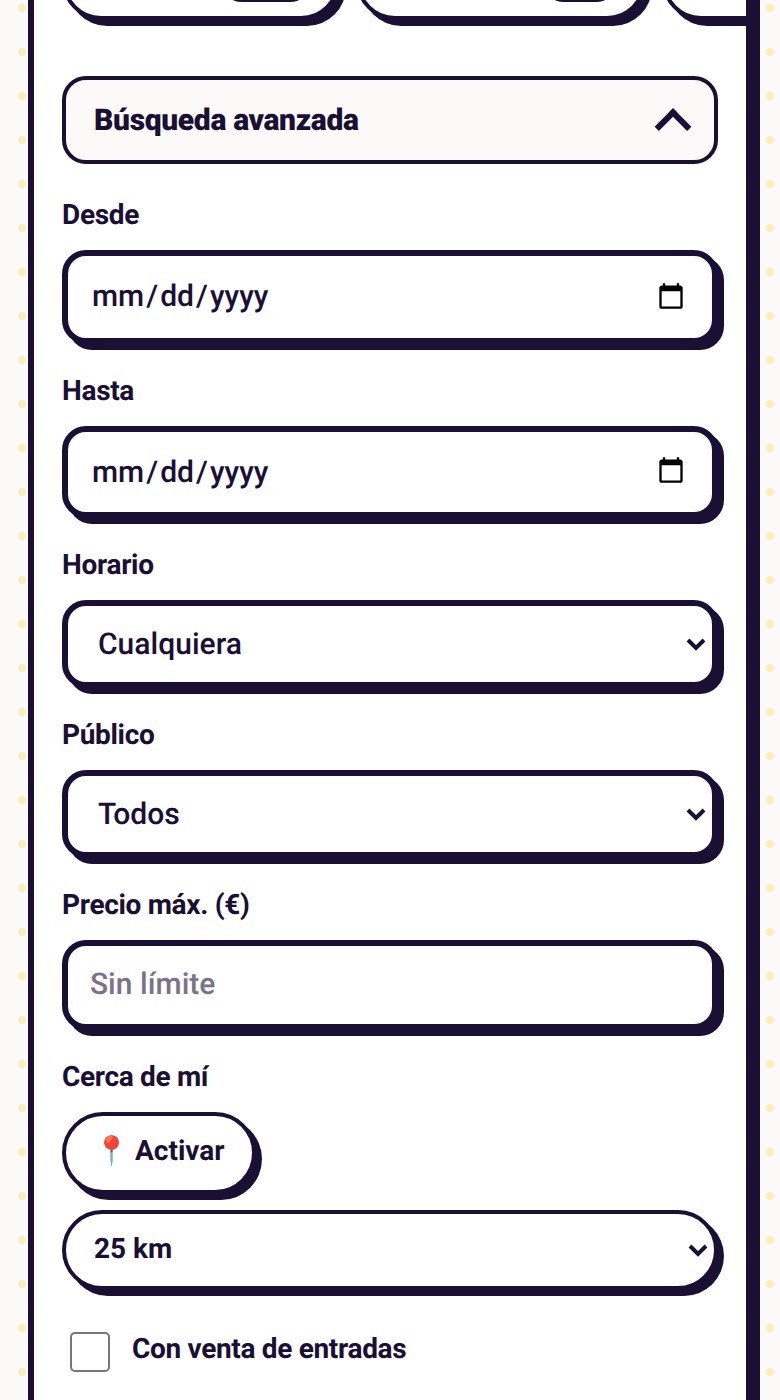 Búsqueda avanzada
Desde
mm/dd/yyyy
Hasta
mm/dd/yyyy
Horario
Cualquiera
Público
Todos
Precio máx. (€)
Sin límite
Cerca de mí
📍 Activar
25 km
Con venta de entradas